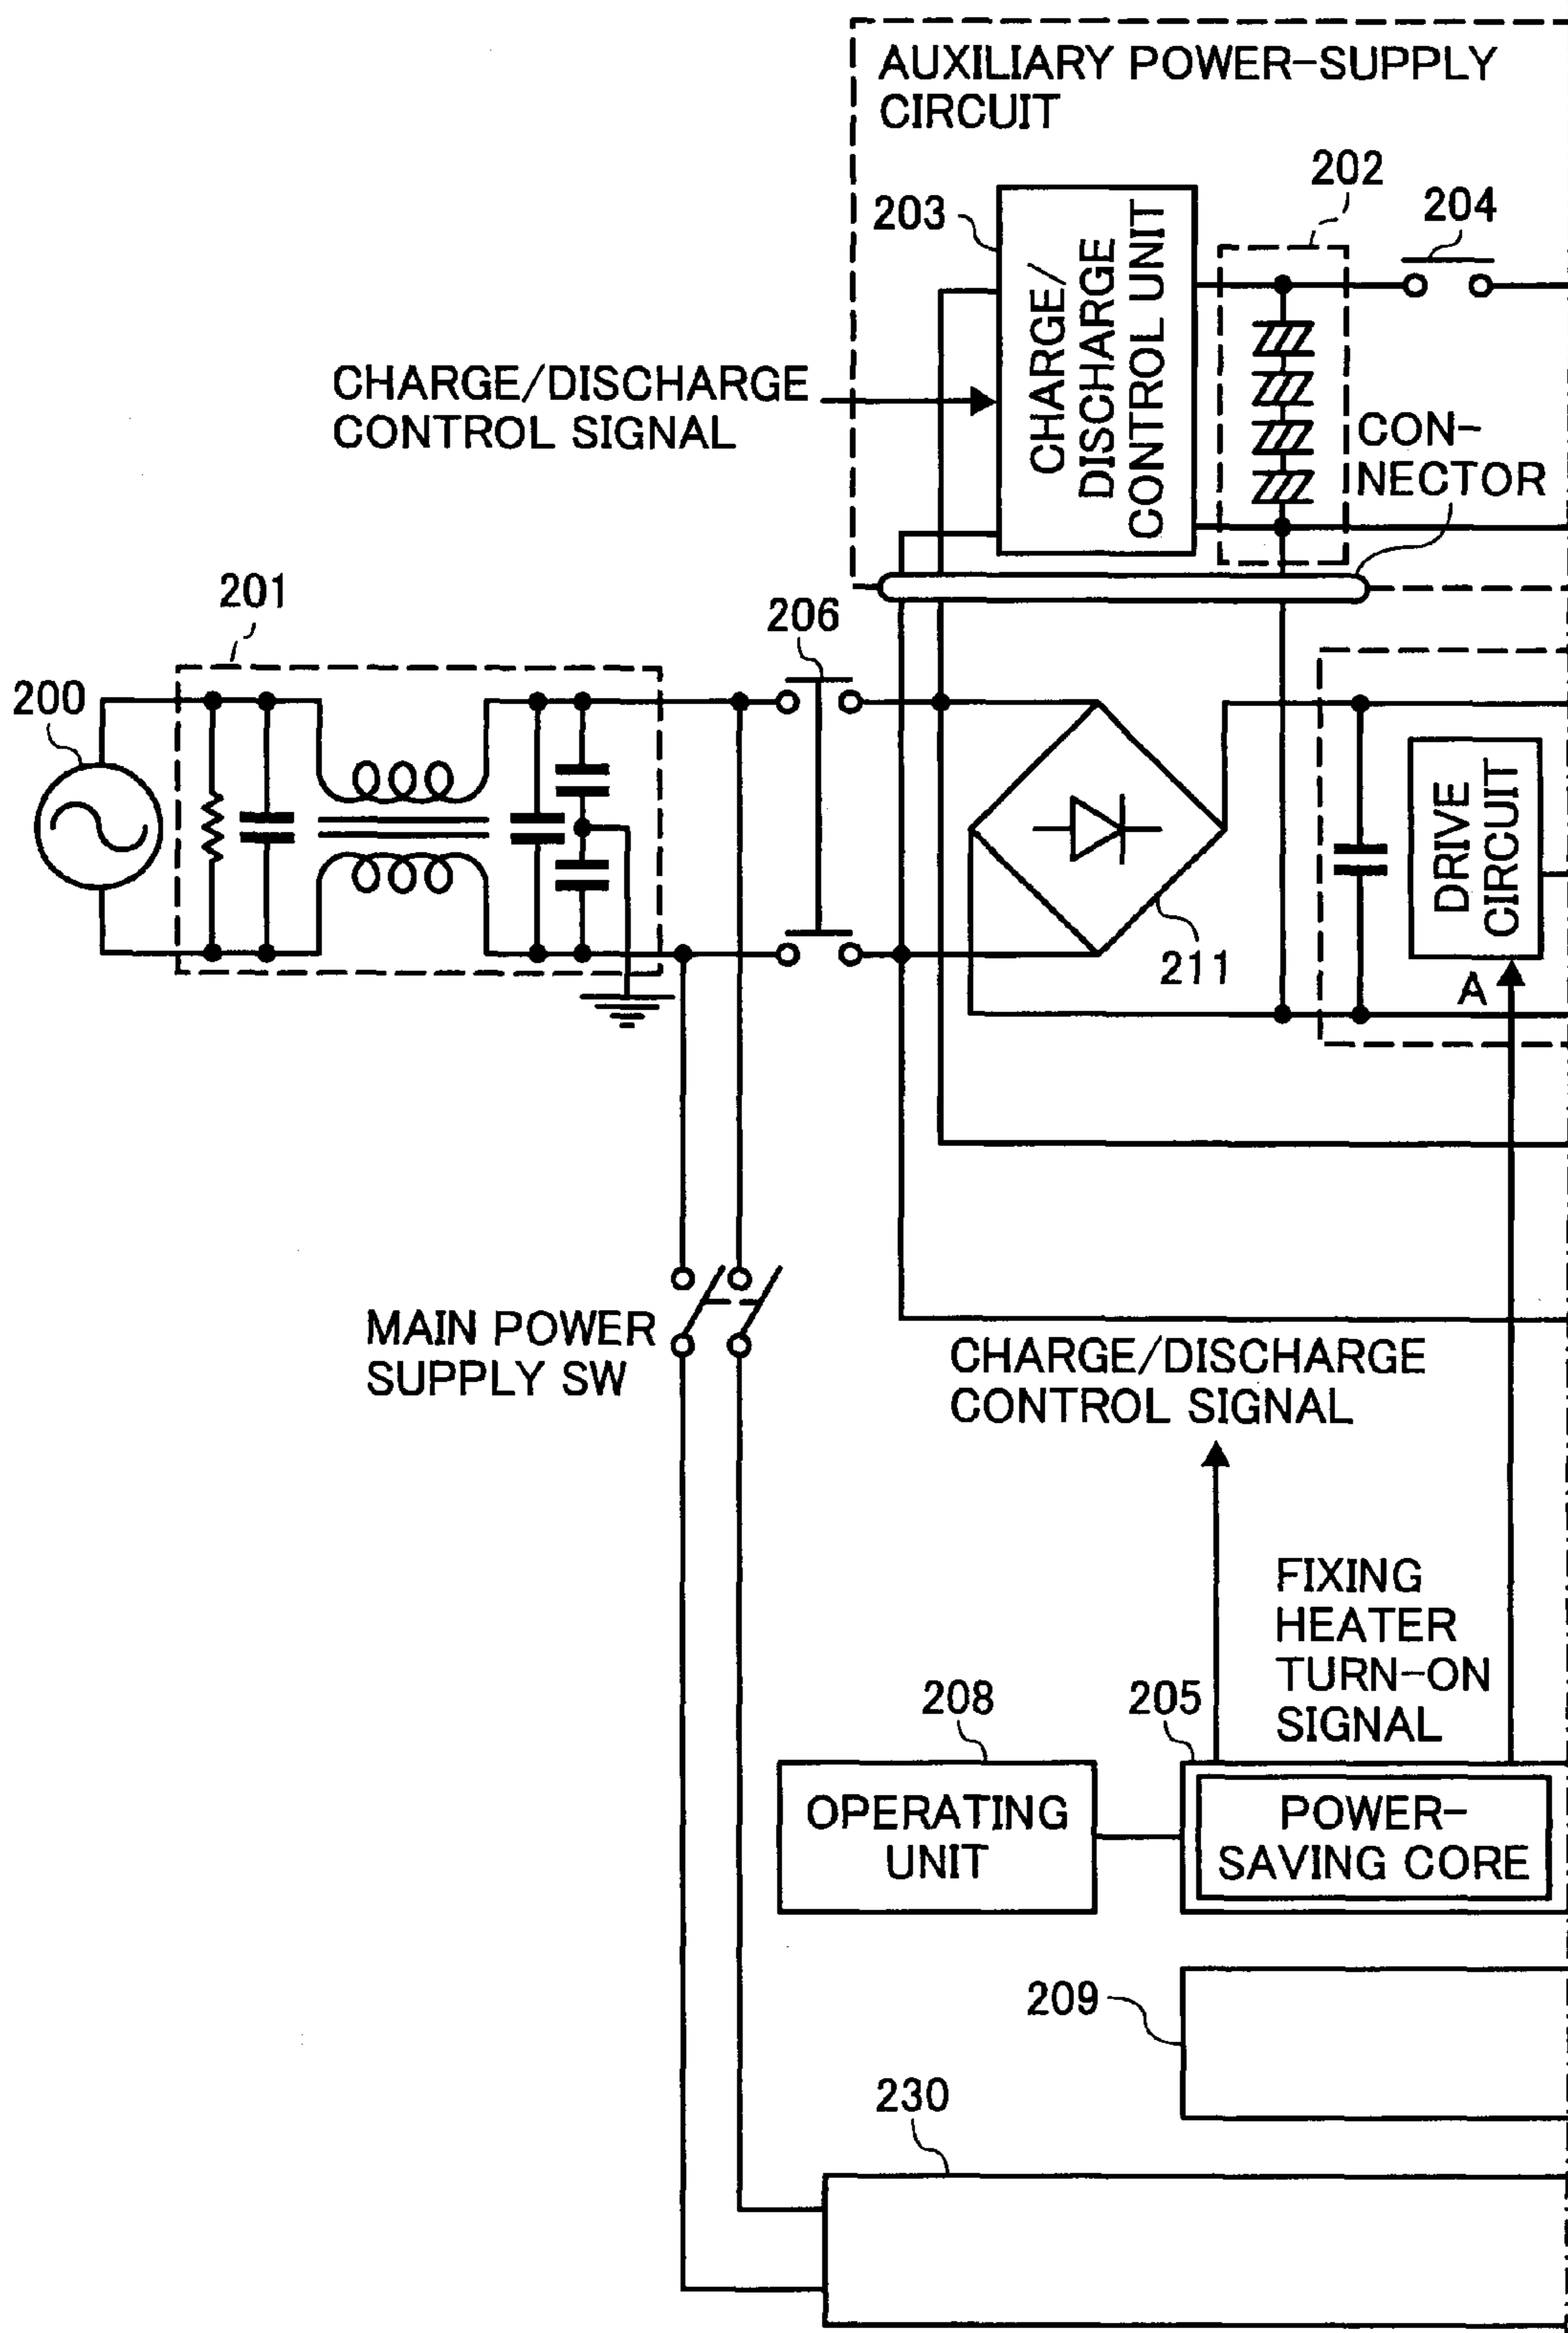 AUXILIARY POWER-SUPPLY
CIRCUIT
202
203
204
CHARGE/
DISCHARGE
CONTROL UNIT
CHARGE/DISCHARGE
CONTROL SIGNAL
CON-
NECTOR
201
206
200
DRIVE
CIRCUIT
211
A
MAIN POWER
SUPPLY SW
CHARGE/DISCHARGE
CONTROL SIGNAL
FIXING
HEATER
TURN-ON
SIGNAL
208
205
OPERATING
UNIT
POWER-
SAVING CORE
209
230